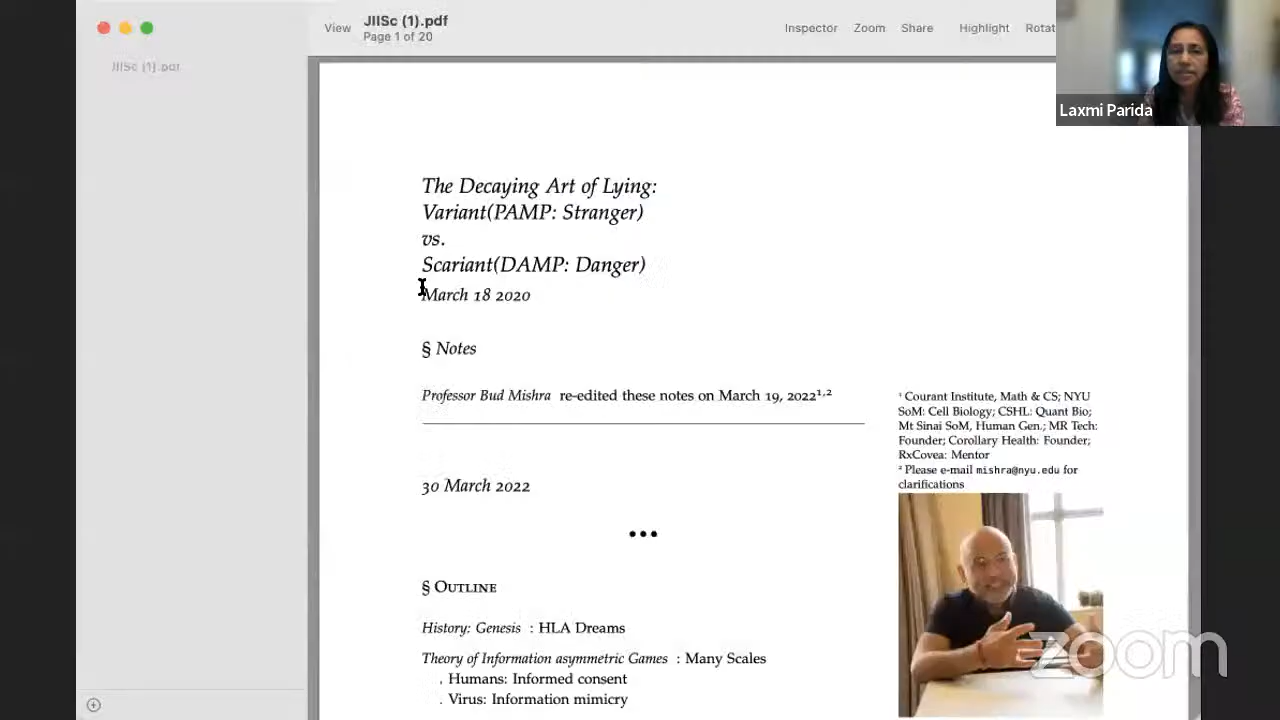 View
JIISc (1).pdf
Page 1 of 20
Inspector
Zoom
Share
Highlight
Rotat
JIISc (1).pdf
Laxmi Parida
The Decaying Art of Lying:
Variant(PAMP: Stranger)
vs.
Scariant(DAMP: Danger)
March 18 2020
§ Notes
Professor Bud Mishra re-edited these notes on March 19, 2022¹,²
¹ Courant Institute, Math & CS; NYU
SoM: Cell Biology; CSHL: Quant Bio;
Mt Sinai SoM, Human Gen.; MR Tech:
Founder; Corollary Health: Founder;
RxCovea: Mentor
² Please e-mail mishra@nyu.edu for
clarifications
30 March 2022
•••
§ Outline
History: Genesis : HLA Dreams
Theory of Information asymmetric Games : Many Scales
. Humans: Informed consent
. Virus: Information mimicry
zoom